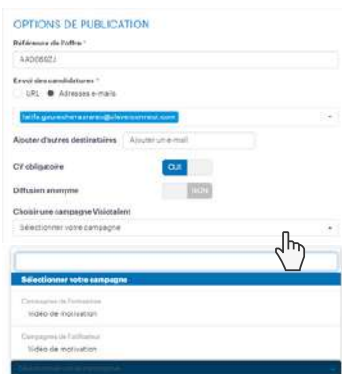 OPTIONS DE PUBLICATION
Référence de l'offre *
Envoi des candidatures *
URL Adresses e-mails
Ajouter d'autres destinataires Ajouter un e-mail
CV obligatoire OUI
Diffusion anonyme NON
Choisir une campagne Visiotalent
Sélectionner votre campagne
Sélectionner votre campagne
Campagnes de l'entreprise
Vidéo de motivation
Campagnes de l'utilisateur
Vidéo de motivation